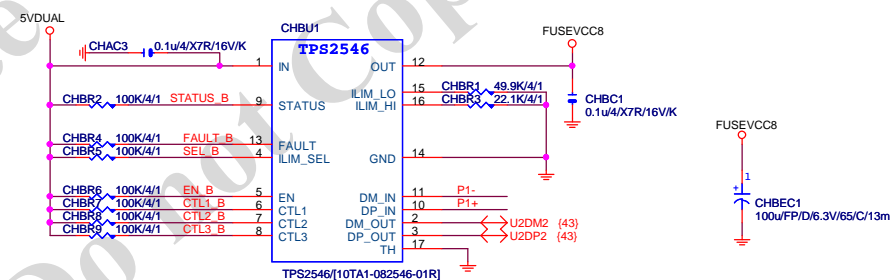 5VDUAL
CHAC3 0.1u/4/X7R/16V/K
CHBU1
TPS2546
FUSEVCC8
1 IN OUT 12
CHBR2 100K/4/1 STATUS_B 9 STATUS
ILIM_LO 15 CHBR1 49.9K/4/1
ILIM_HI 16 CHBR3 22.1K/4/1
CHBC1
0.1u/4/X7R/16V/K
CHBR4 100K/4/1 FAULT_B 13 FAULT
CHBR5 100K/4/1 SEL_B 4 ILIM_SEL
GND 14
CHBR6 100K/4/1 EN_B 5 EN
CHBR7 100K/4/1 CTL1_B 6 CTL1
CHBR8 100K/4/1 CTL2_B 7 CTL2
CHBR9 100K/4/1 CTL3_B 8 CTL3
DM_IN 11 P1-
DP_IN 10 P1+
DM_OUT 2 U2DM2 {43}
DP_OUT 3 U2DP2 {43}
TH 17
TPS2546/[10TA1-082546-01R]
FUSEVCC8
1
+
CHBEC1
100u/FP/D/6.3V/65/C/13m
Do not Cop